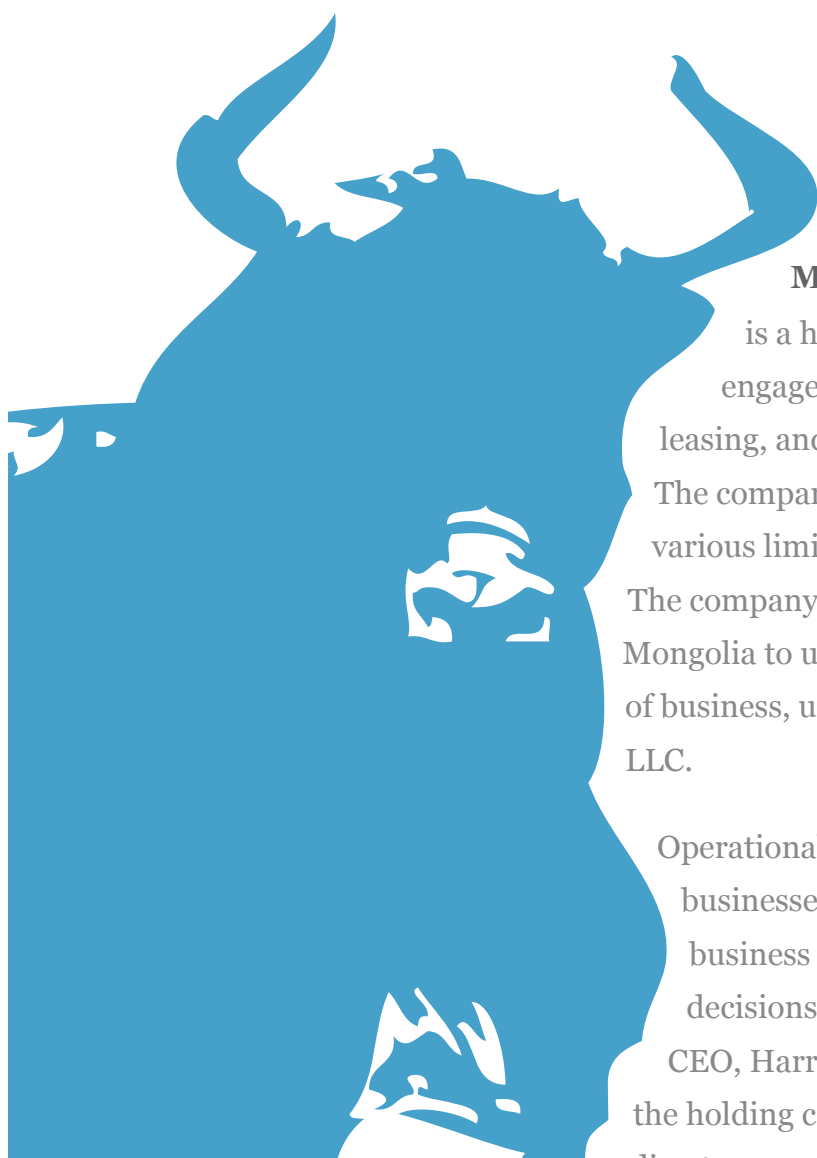 M
is a h
engage
leasing, and
The compan
various limi
The company
Mongolia to u
of business, u
LLC.
Operational
businesse
business
decisions
CEO, Harr
the holding c